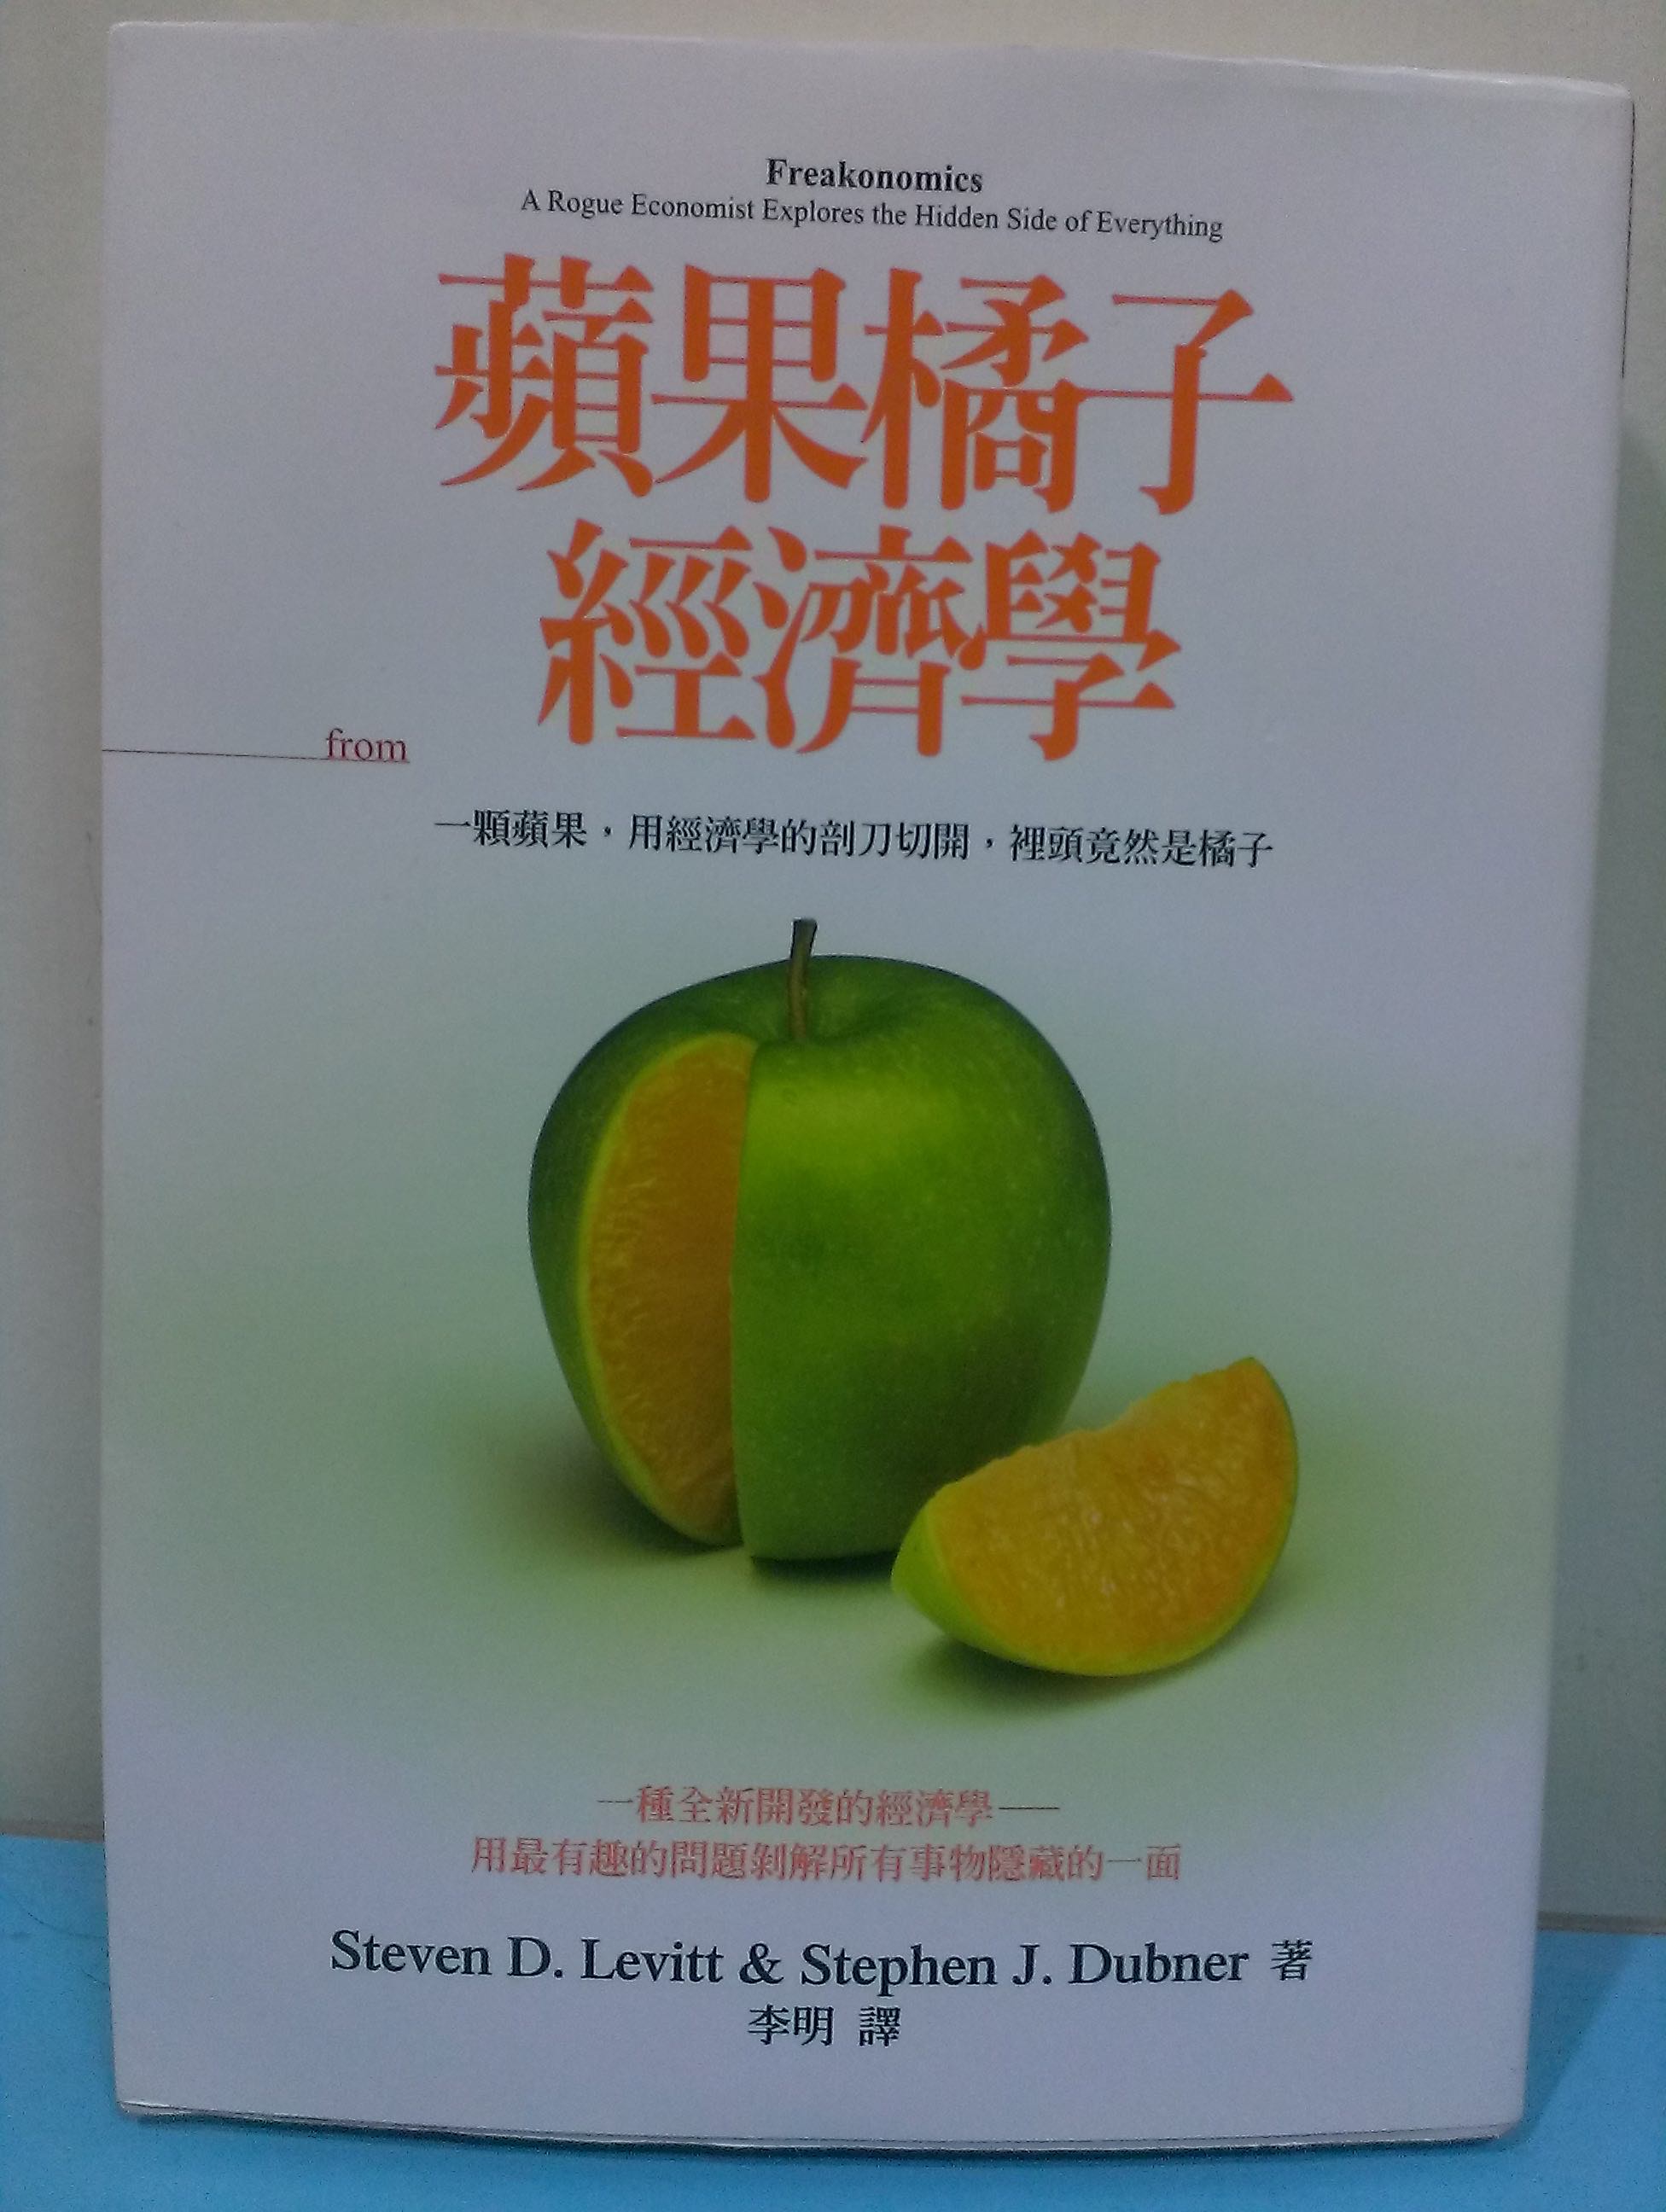 Freakonomics
A Rogue Economist Explores the Hidden Side of Everything
蘋果橘子
經濟學
from
一顆蘋果，用經濟學的剖刀切開，裡頭竟然是橘子
一種全新開發的經濟學——
用最有趣的問題剝解所有事物隱藏的一面
Steven D. Levitt & Stephen J. Dubner 著
李明 譯